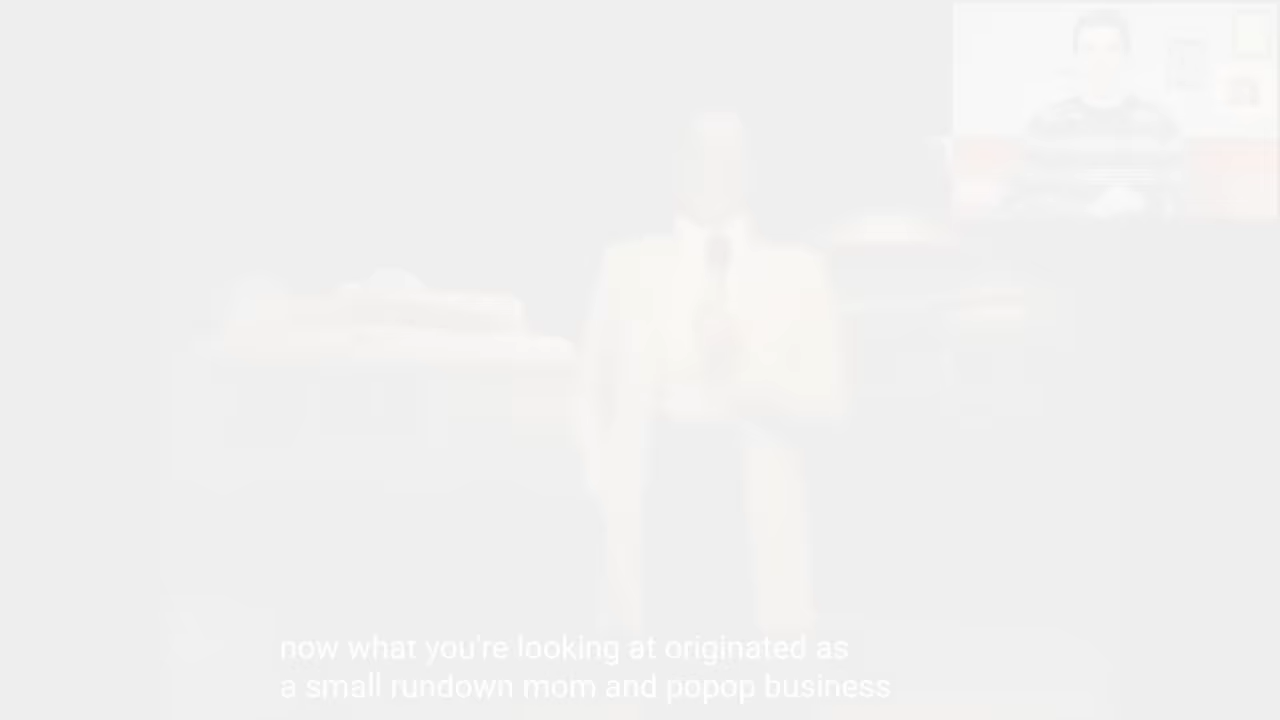 now what you're looking at originated as
a small rundown mom and popop business